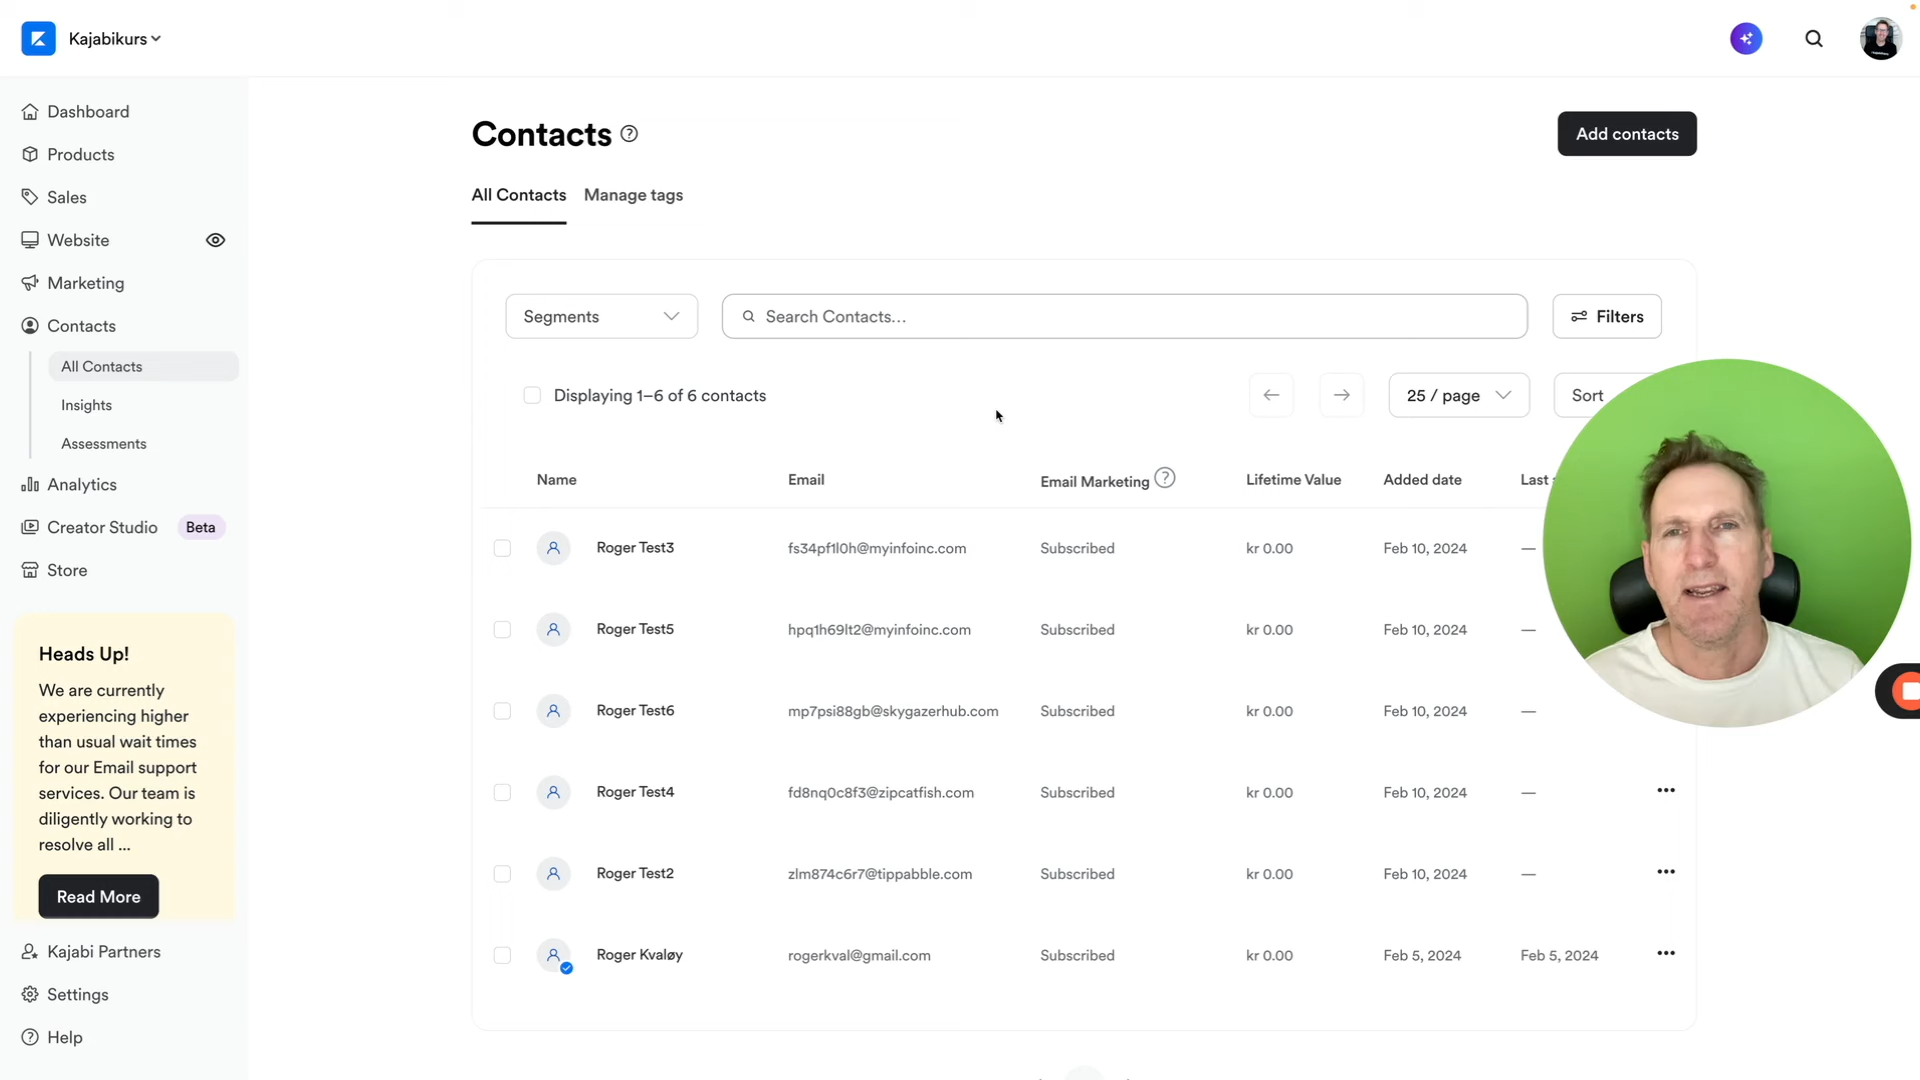 Kajabikurs
Dashboard
Products
Sales
Website
Marketing
Contacts
All Contacts
Insights
Assessments
Analytics
Creator Studio Beta
Store
Heads Up!
We are currently
experiencing higher
than usual wait times
for our Email support
services. Our team is
diligently working to
resolve all ...
Read More
Kajabi Partners
Settings
Help
Contacts
Add contacts
All Contacts Manage tags
Segments Search Contacts... Filters
Displaying 1–6 of 6 contacts 25 / page Sort
Name Email Email Marketing Lifetime Value Added date Last
Roger Test3 fs34pf1l0h@myinfoinc.com Subscribed kr 0.00 Feb 10, 2024 —
Roger Test5 hpq1h69lt2@myinfoinc.com Subscribed kr 0.00 Feb 10, 2024 —
Roger Test6 mp7psi88gb@skygazerhub.com Subscribed kr 0.00 Feb 10, 2024 —
Roger Test4 fd8nq0c8f3@zipcatfish.com Subscribed kr 0.00 Feb 10, 2024 —
Roger Test2 zlm874c6r7@tippabble.com Subscribed kr 0.00 Feb 10, 2024 —
Roger Kvaløy rogerkval@gmail.com Subscribed kr 0.00 Feb 5, 2024 Feb 5, 2024